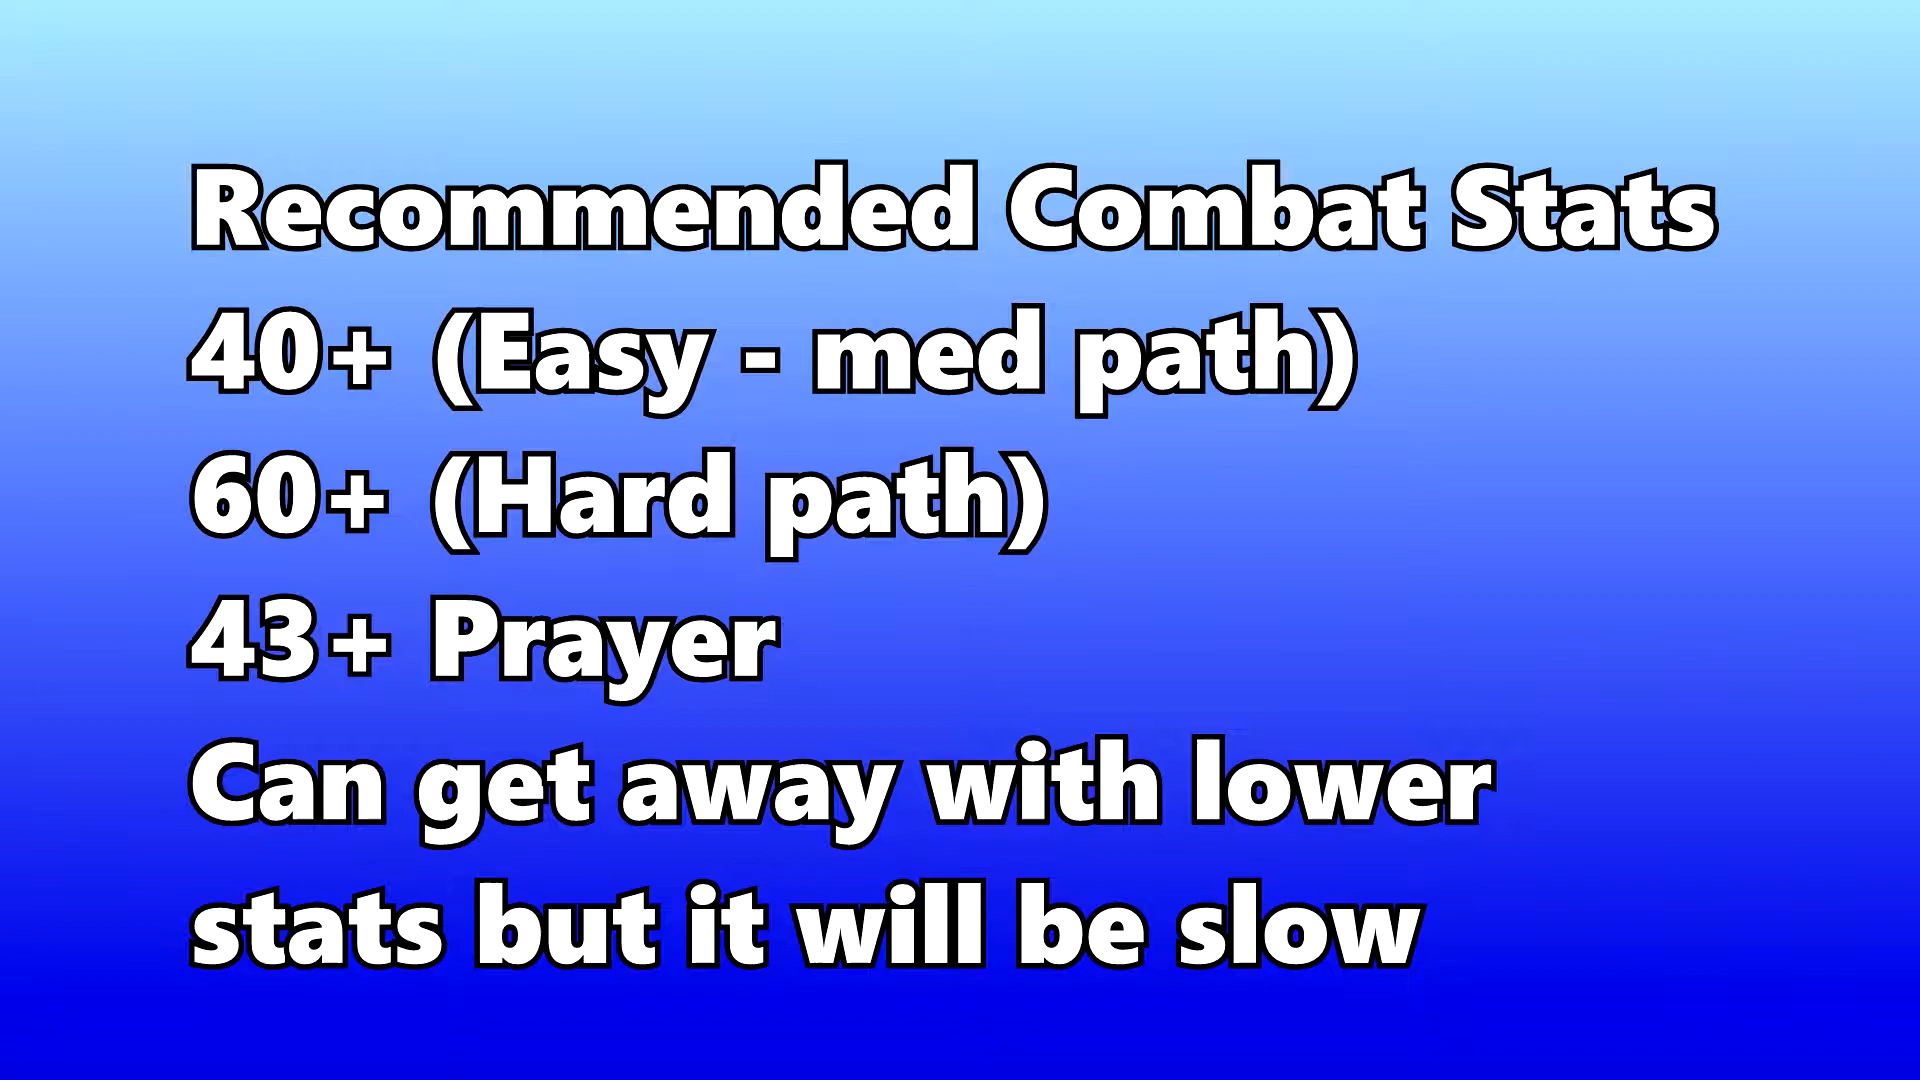 Recommended Combat Stats
40+ (Easy - med path)
60+ (Hard path)
43+ Prayer
Can get away with lower
stats but it will be slow